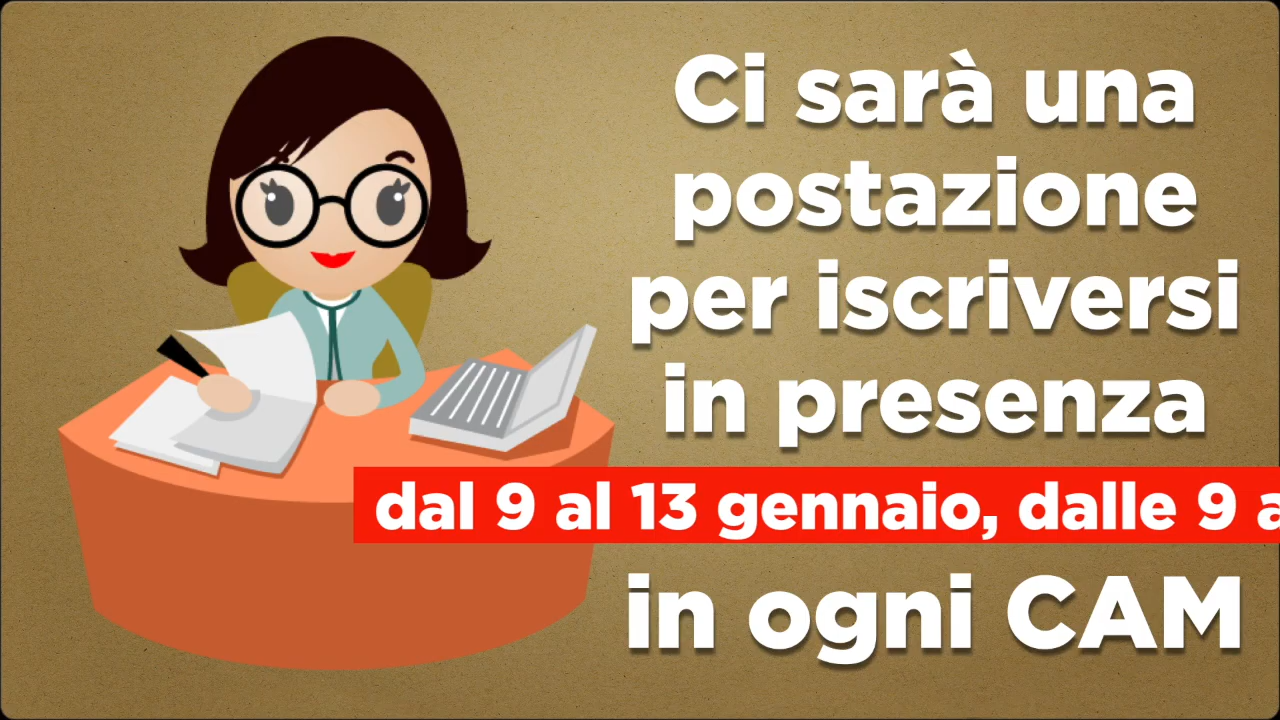 Ci sarà una
postazione
per iscriversi
in presenza
dal 9 al 13 gennaio, dalle 9 a
in ogni CAM